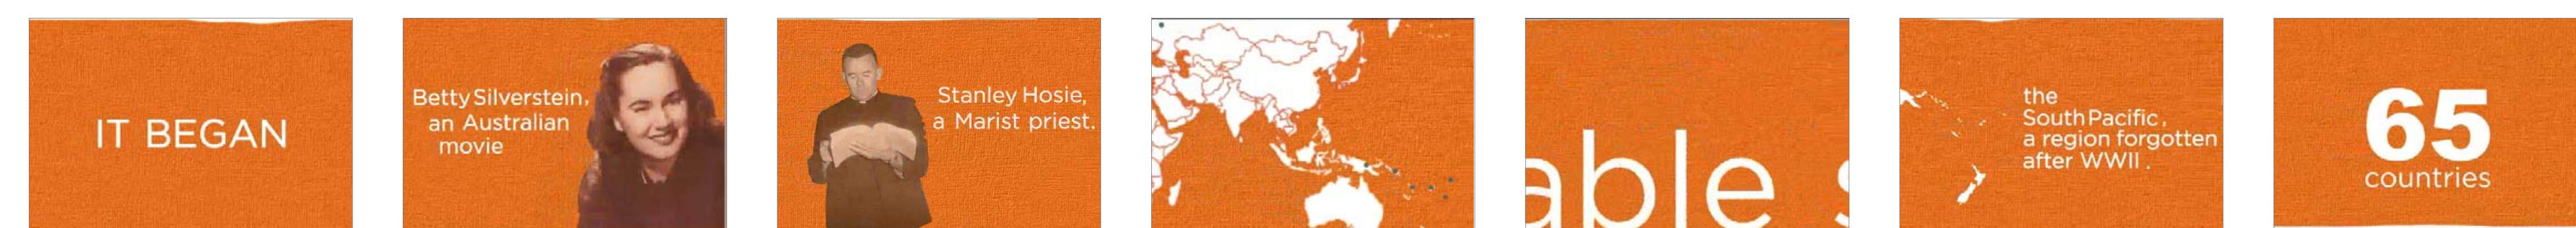 IT BEGAN
Betty Silverstein,
an Australian
movie
Stanley Hosie,
a Marist priest.
able
the
South Pacific,
a region forgotten
after WWII.
65
countries